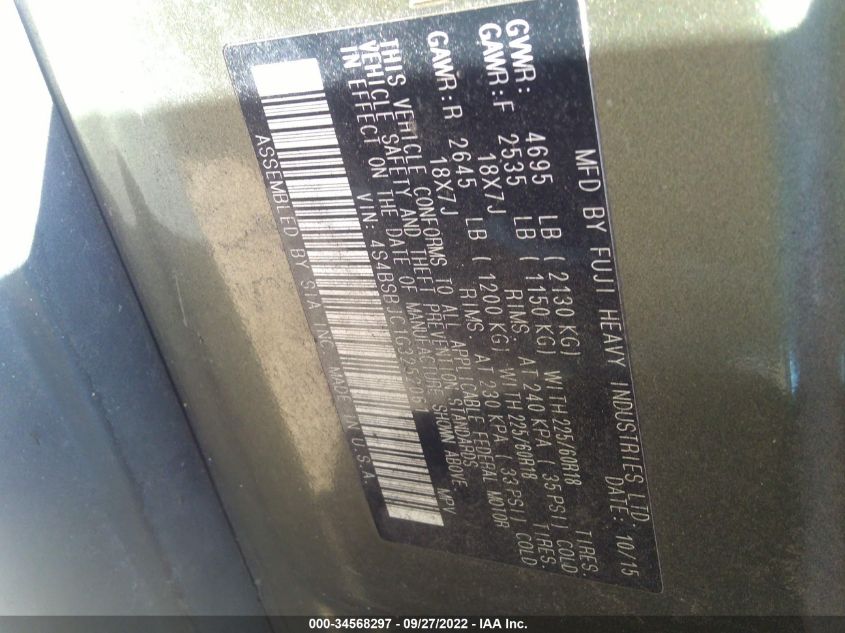 MFD BY FUJI HEAVY INDUSTRIES LTD. DATE: 10/15
GVWR: 4695 LB ( 2130 KG)
GAWR:F 2535 LB ( 1150 KG) WITH 225/60R18 TIRES,
18X7J RIMS, AT 240 KPA ( 35 PSI) COLD
GAWR:R 2645 LB ( 1200 KG) WITH 225/60R18 TIRES,
18X7J RIMS, AT 230 KPA ( 33 PSI) COLD
THIS VEHICLE CONFORMS TO ALL APPLICABLE FEDERAL MOTOR
VEHICLE SAFETY AND THEFT PREVENTION STANDARDS
IN EFFECT ON THE DATE OF MANUFACTURE SHOWN ABOVE.
VIN: MPV
ASSEMBLED BY SIA INC. MADE IN U.S.A.
000-34568297 - 09/27/2022 - IAA Inc.